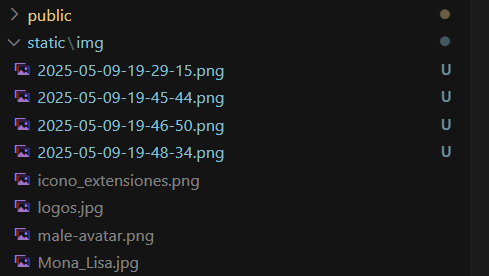 public
static\img
2025-05-09-19-29-15.png U
2025-05-09-19-45-44.png U
2025-05-09-19-46-50.png U
2025-05-09-19-48-34.png U
icono_extensiones.png
logos.jpg
male-avatar.png
Mona_Lisa.jpg